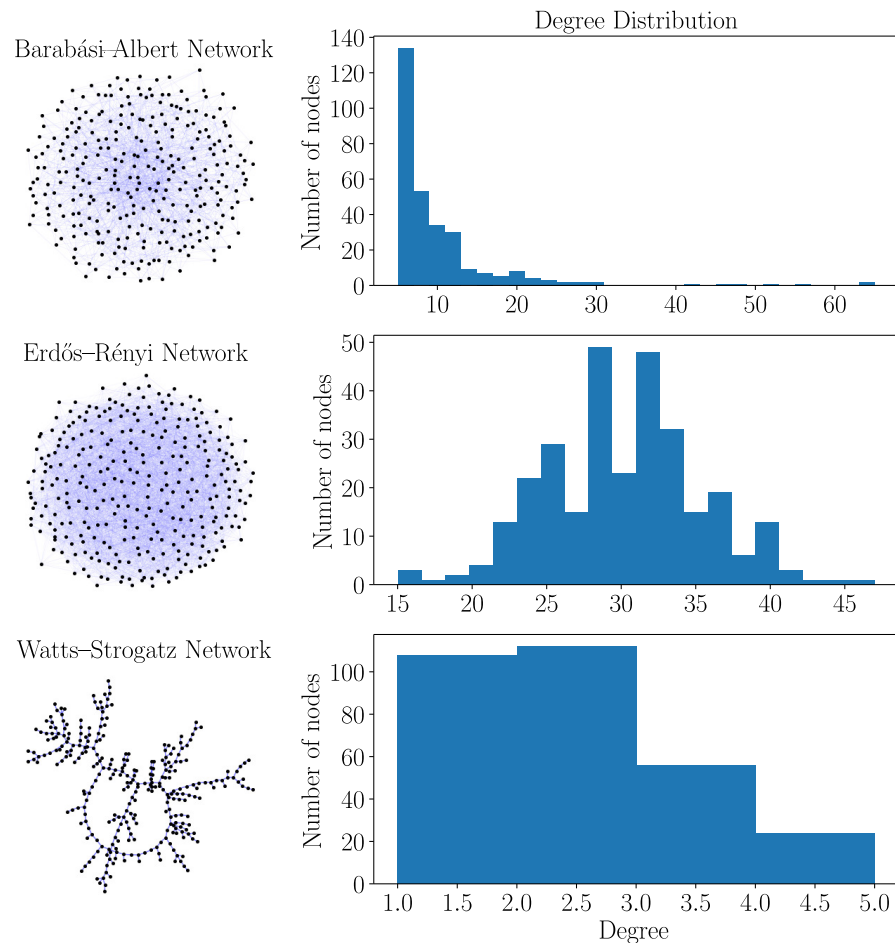 Degree Distribution
Barabási–Albert Network
Number of nodes
140
120
100
80
60
40
20
0
10 20 30 40 50 60
Erdős–Rényi Network
Number of nodes
50
40
30
20
10
0
15 20 25 30 35 40 45
Watts–Strogatz Network
Number of nodes
100
80
60
40
20
0
1.0 1.5 2.0 2.5 3.0 3.5 4.0 4.5 5.0
Degree